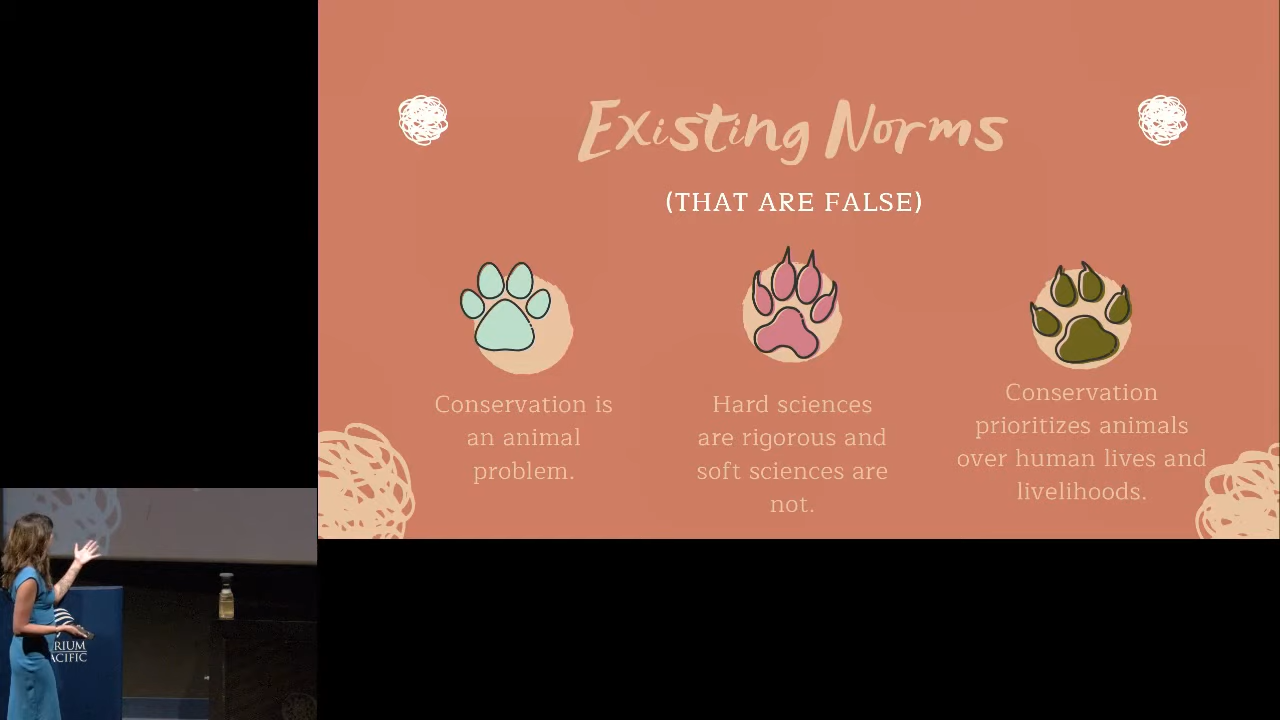 Existing Norms
(THAT ARE FALSE)
Conservation is
an animal
problem.
Hard sciences
are rigorous and
soft sciences are
not.
Conservation
prioritizes animals
over human lives and
livelihoods.